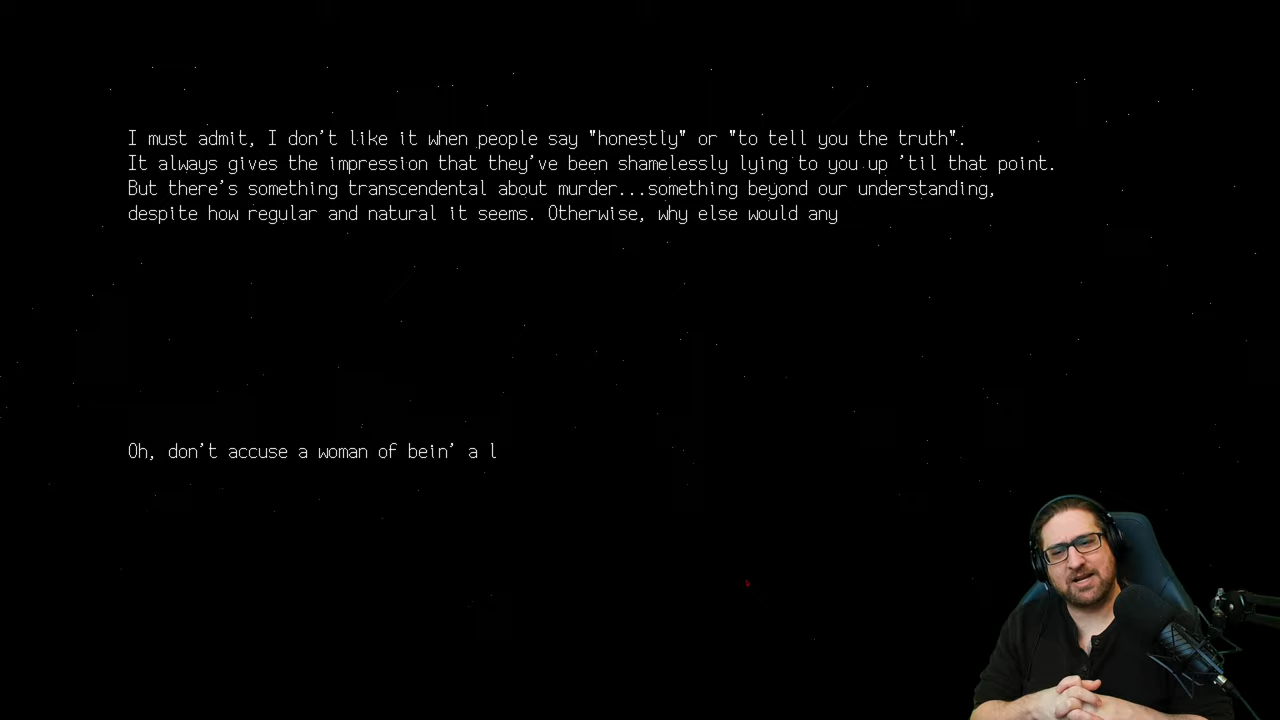 I must admit, I don't like it when people say "honestly" or "to tell you the truth".
It always gives the impression that they've been shamelessly lying to you up 'til that point.
But there's something transcendental about murder...something beyond our understanding,
despite how regular and natural it seems. Otherwise, why else would any
Oh, don't accuse a woman of bein' a l